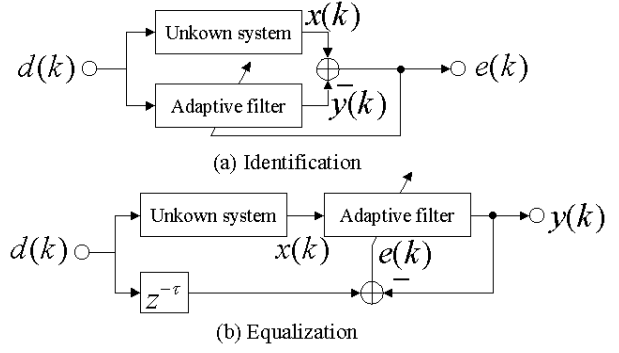 x(k)
Unkown system
d(k)
e(k)
−
Adaptive filter
y(k)
(a) Identification
Unkown system
Adaptive filter
y(k)
x(k)
e(k)
d(k)
−
z^{-τ}
(b) Equalization